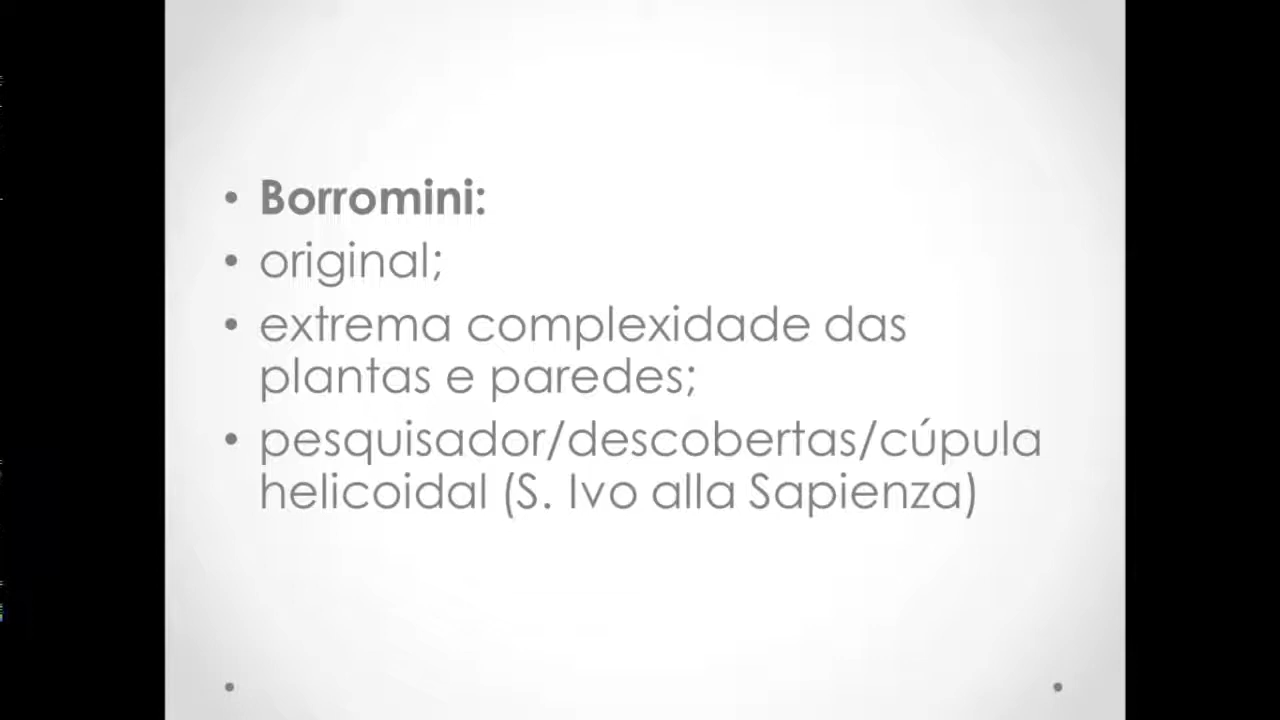 • Borromini:
• original;
• extrema complexidade das
plantas e paredes;
• pesquisador/descobertas/cúpula
helicoidal (S. Ivo alla Sapienza)